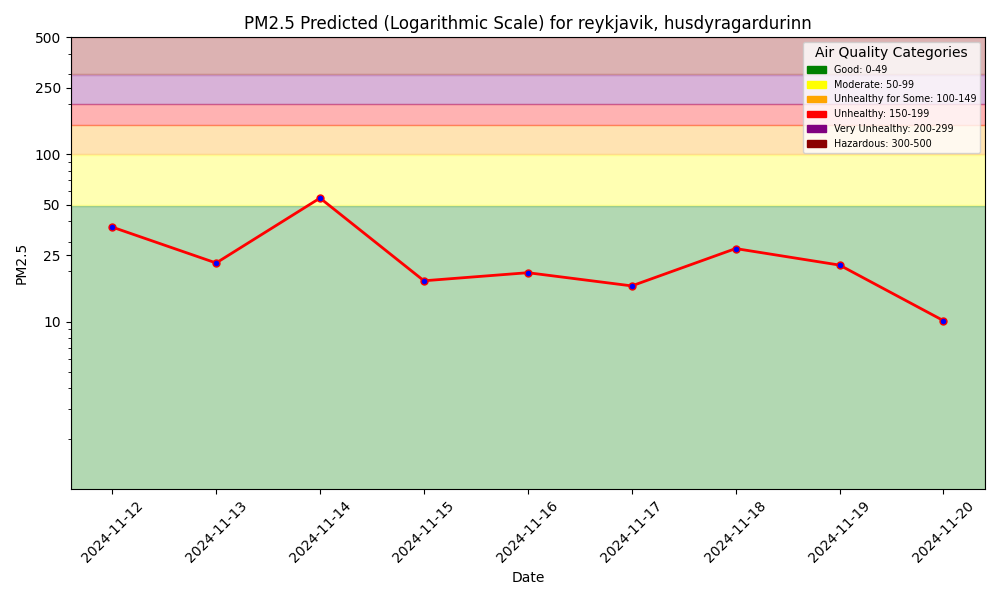 PM2.5 Predicted (Logarithmic Scale) for reykjavik, husdyragardurinn
Air Quality Categories
Good: 0-49
Moderate: 50-99
Unhealthy for Some: 100-149
Unhealthy: 150-199
Very Unhealthy: 200-299
Hazardous: 300-500
500
250
100
50
25
10
PM2.5
2024-11-12
2024-11-13
2024-11-14
2024-11-15
2024-11-16
2024-11-17
2024-11-18
2024-11-19
2024-11-20
Date